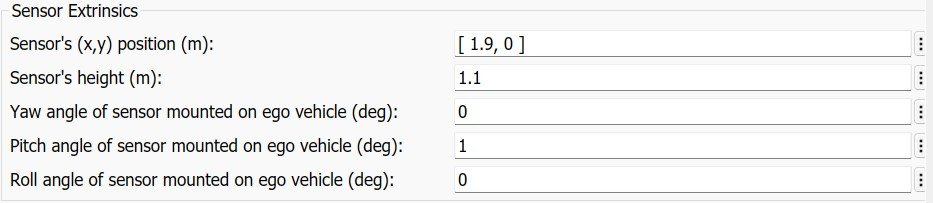 Sensor Extrinsics
Sensor's (x,y) position (m): [ 1.9, 0 ]
Sensor's height (m): 1.1
Yaw angle of sensor mounted on ego vehicle (deg): 0
Pitch angle of sensor mounted on ego vehicle (deg): 1
Roll angle of sensor mounted on ego vehicle (deg): 0